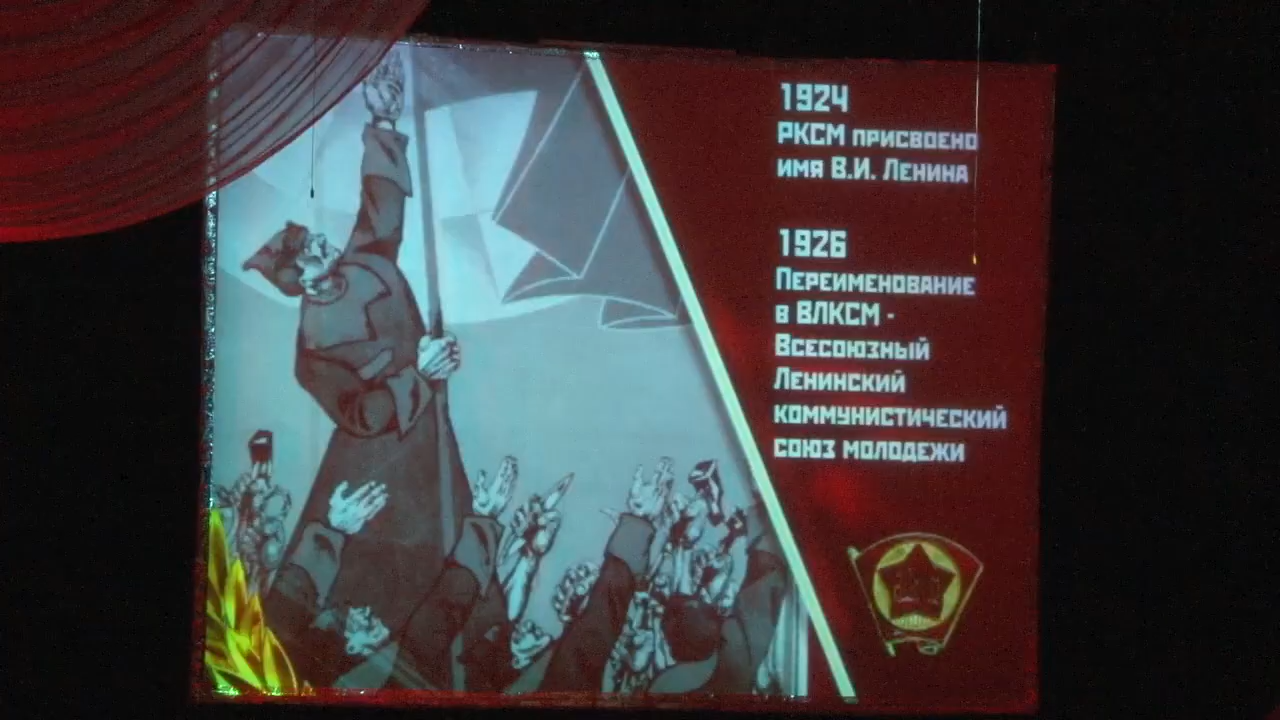 1924
РКСМ присвоено
имя В.И. Ленина
1926
Переименование
в ВЛКСМ -
Всесоюзный
Ленинский
коммунистический
союз молодежи